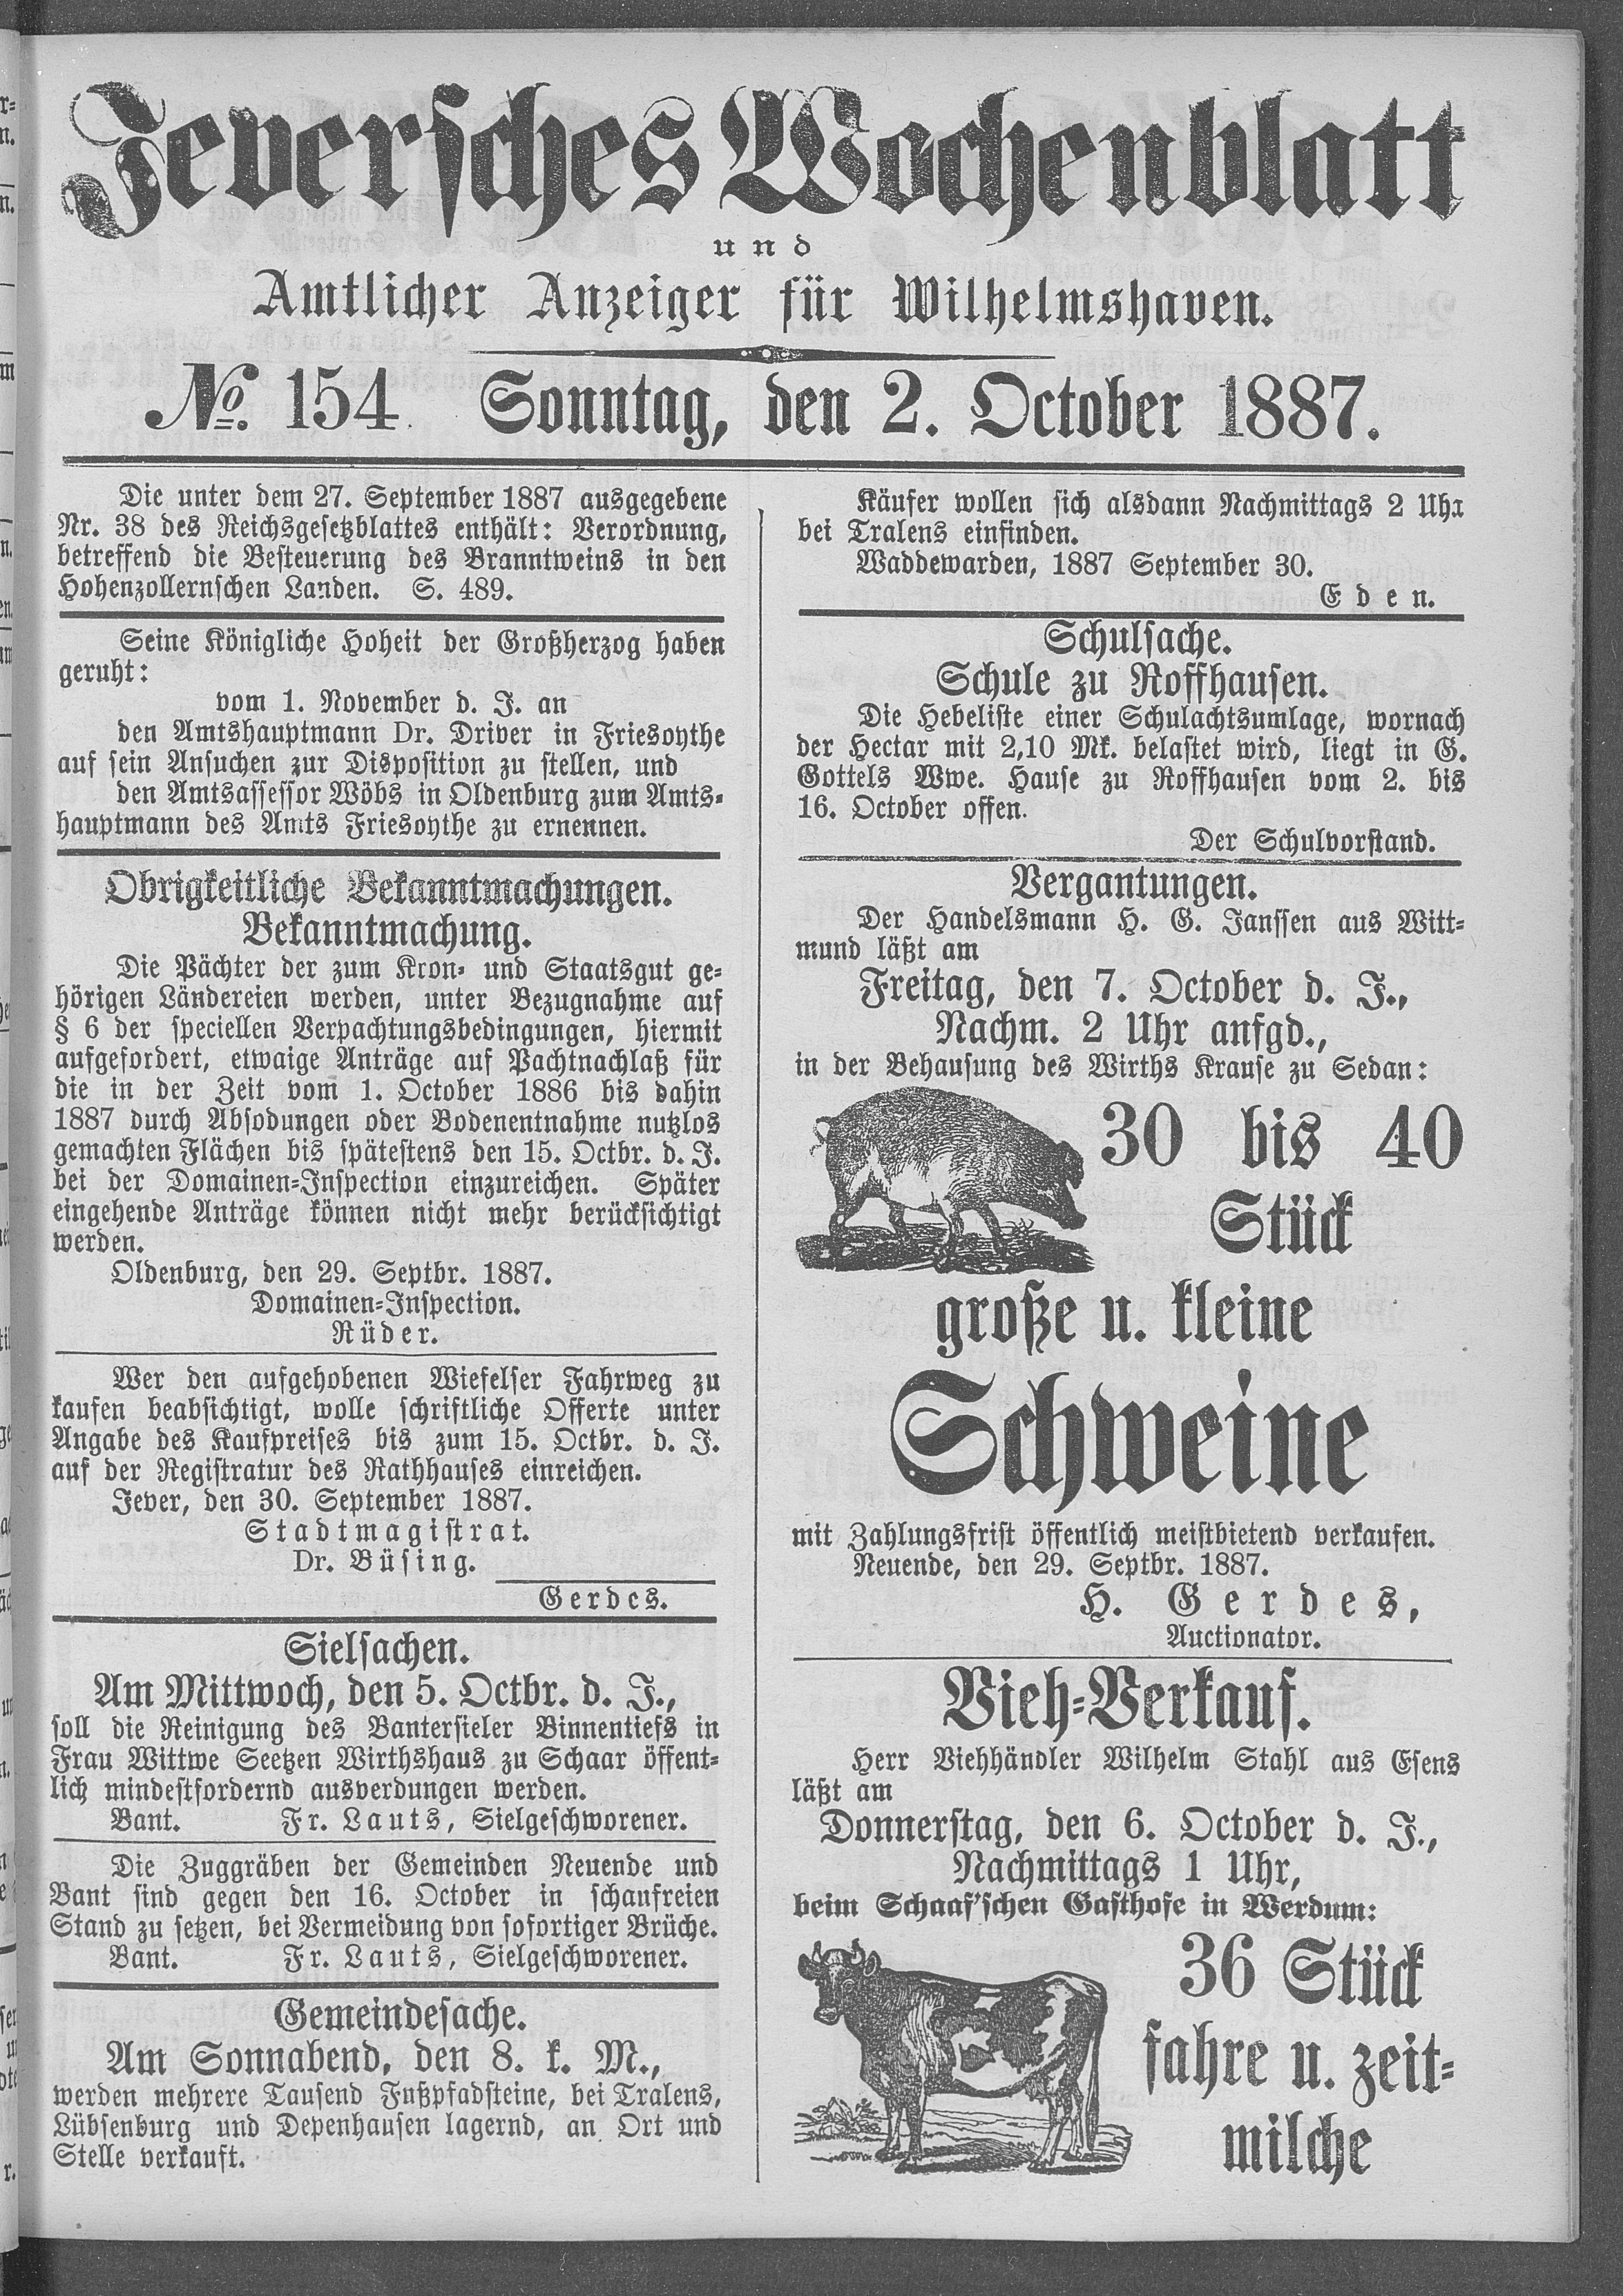 Jeversches Wochenblatt
und
Amtlicher Anzeiger für Wilhelmshaven.
No. 154. Sonntag, den 2. October 1887.
Die unter dem 27. September 1887 ausgegebene
Nr. 38 des Reichsgesetzblattes enthält: Verordnung,
betreffend die Besteuerung des Branntweins in den
Hohenzollernschen Landen. S. 489.
Seine Königliche Hoheit der Großherzog haben
geruht:
vom 1. November d. J. an
den Amtshauptmann Dr. Driver in Friesoythe
auf sein Ansuchen zur Disposition zu stellen, und
den Amtsassessor Wöbs in Oldenburg zum Amts-
hauptmann des Amts Friesoythe zu ernennen.
Obrigkeitliche Bekanntmachungen.
Bekanntmachung.
Die Pächter der zum Kron- und Staatsgut ge-
hörigen Ländereien werden, unter Bezugnahme auf
§ 6 der speciellen Verpachtungsbedingungen, hiermit
aufgefordert, etwaige Anträge auf Pachtnachlaß für
die in der Zeit vom 1. October 1886 bis dahin
1887 durch Absodungen oder Bodenentnahme nutzlos
gemachten Flächen bis spätestens den 15. Octbr. d. J.
bei der Domainen-Inspection einzureichen. Später
eingehende Anträge können nicht mehr berücksichtigt
werden.
Oldenburg, den 29. Septbr. 1887.
Domainen-Inspection.
Rüder.
Wer den aufgehobenen Wiefelser Fahrweg zu
kaufen beabsichtigt, wolle schriftliche Offerte unter
Angabe des Kaufpreises bis zum 15. Octbr. d. J.
auf der Registratur des Rathhauses einreichen.
Jever, den 30. September 1887.
Stadtmagistrat.
Dr. Büsing.
Gerdes.
Sielsachen.
Am Mittwoch, den 5. Octbr. d. J.,
soll die Reinigung des Bantersieler Binnentiefs in
Frau Wittwe Seetzen Wirthshaus zu Schaar öffent-
lich mindestfordernd ausverdungen werden.
Bant. Fr. Lauts, Sielgeschworener.
Die Zuggräben der Gemeinden Neuende und
Bant sind gegen den 16. October in schaufreien
Stand zu setzen, bei Vermeidung von sofortiger Brüche.
Bant. Fr. Lauts, Sielgeschworener.
Gemeindesache.
Am Sonnabend, den 8. k. M.,
werden mehrere Tausend Fußpfadsteine, bei Tralens,
Lübsenburg und Depenhausen lagernd, an Ort und
Stelle verkauft.
Käufer wollen sich alsdann Nachmittags 2 Uhr
bei Tralens einfinden.
Waddewarden, 1887 September 30.
Eden.
Schulsache.
Schule zu Roffhausen.
Die Hebeliste einer Schulachtsumlage, wornach
der Hectar mit 2,10 Mk. belastet wird, liegt in G.
Gottels Wwe. Hause zu Roffhausen vom 2. bis
16. October offen.
Der Schulvorstand.
Vergantungen.
Der Handelsmann H. G. Janssen aus Witt-
mund läßt am
Freitag, den 7. October d. J.,
Nachm. 2 Uhr anfgd.,
in der Behausung des Wirths Krause zu Sedan:
30 bis 40
Stück
große u. kleine
Schweine
mit Zahlungsfrist öffentlich meistbietend verkaufen.
Neuende, den 29. Septbr. 1887.
H. Gerdes,
Auctionator.
Vieh-Verkauf.
Herr Viehhändler Wilhelm Stahl aus Esens
läßt am
Donnerstag, den 6. October d. J.,
Nachmittags 1 Uhr,
beim Schaaf'schen Gasthofe in Werdum:
36 Stück
fahre u. zeit-
milche